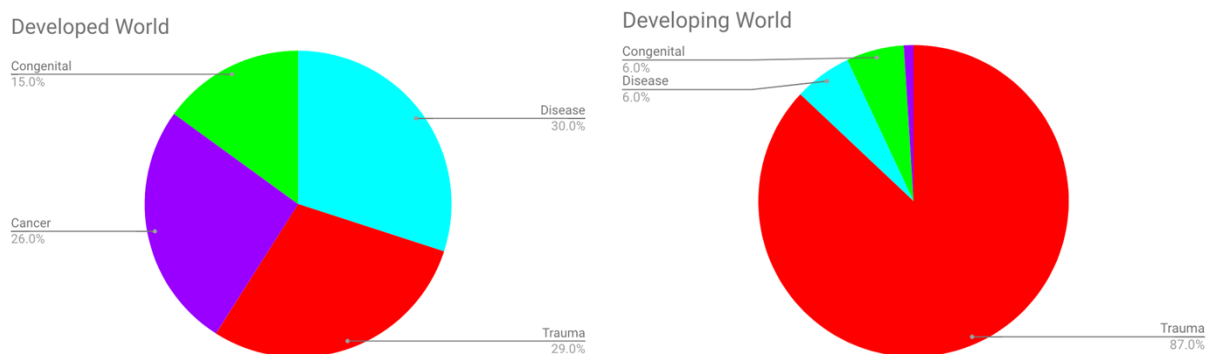 Developed World
Congenital
15.0%
Disease
30.0%
Cancer
26.0%
Trauma
29.0%
Developing World
Congenital
6.0%
Disease
6.0%
Trauma
87.0%